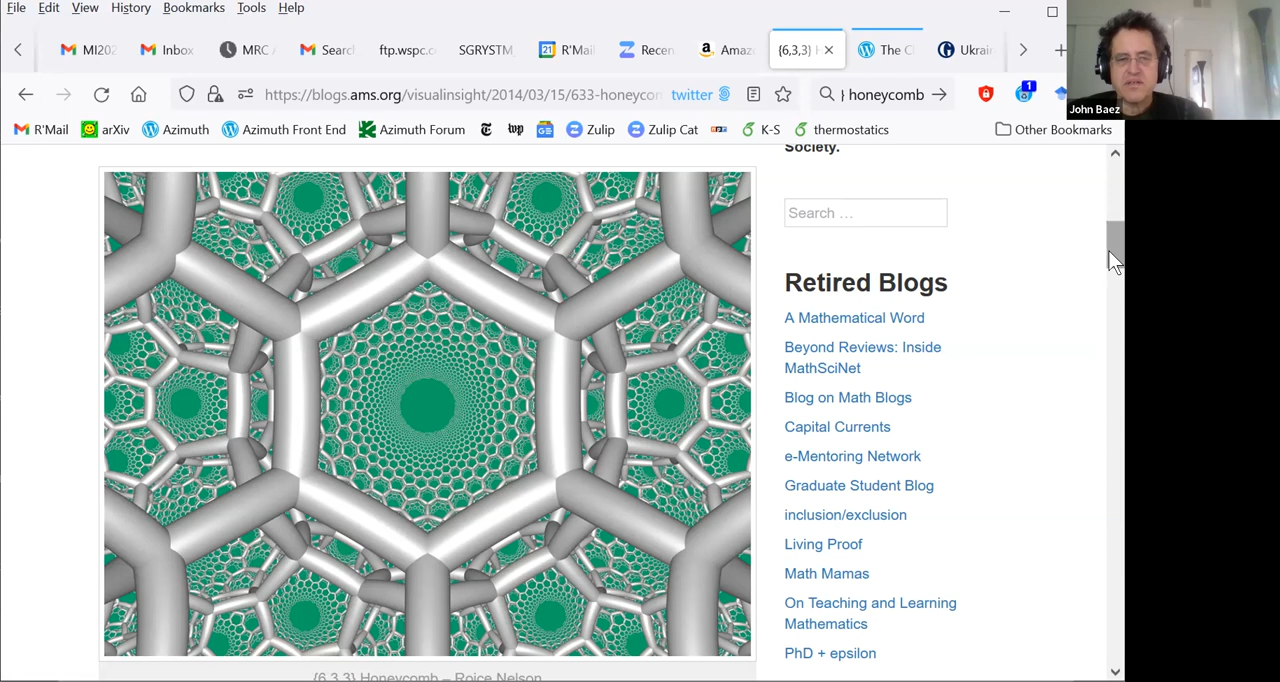 File Edit View History Bookmarks Tools Help
MI202 Inbox MRC Searc ftp.wspc.c SGRYSTM 21 R'Mail Recen Amaz {6,3,3} H The C Ukrain
https://blogs.ams.org/visualinsight/2014/03/15/633-honeycon twitter } honeycomb 1
R'Mail arXiv Azimuth Azimuth Front End Azimuth Forum wp Zulip Zulip Cat K-S thermostatics Other Bookmarks
John Baez
Society.
Search …
Retired Blogs
A Mathematical Word
Beyond Reviews: Inside
MathSciNet
Blog on Math Blogs
Capital Currents
e-Mentoring Network
Graduate Student Blog
inclusion/exclusion
Living Proof
Math Mamas
On Teaching and Learning
Mathematics
PhD + epsilon
{6,3,3} Honeycomb – Roice Nelson